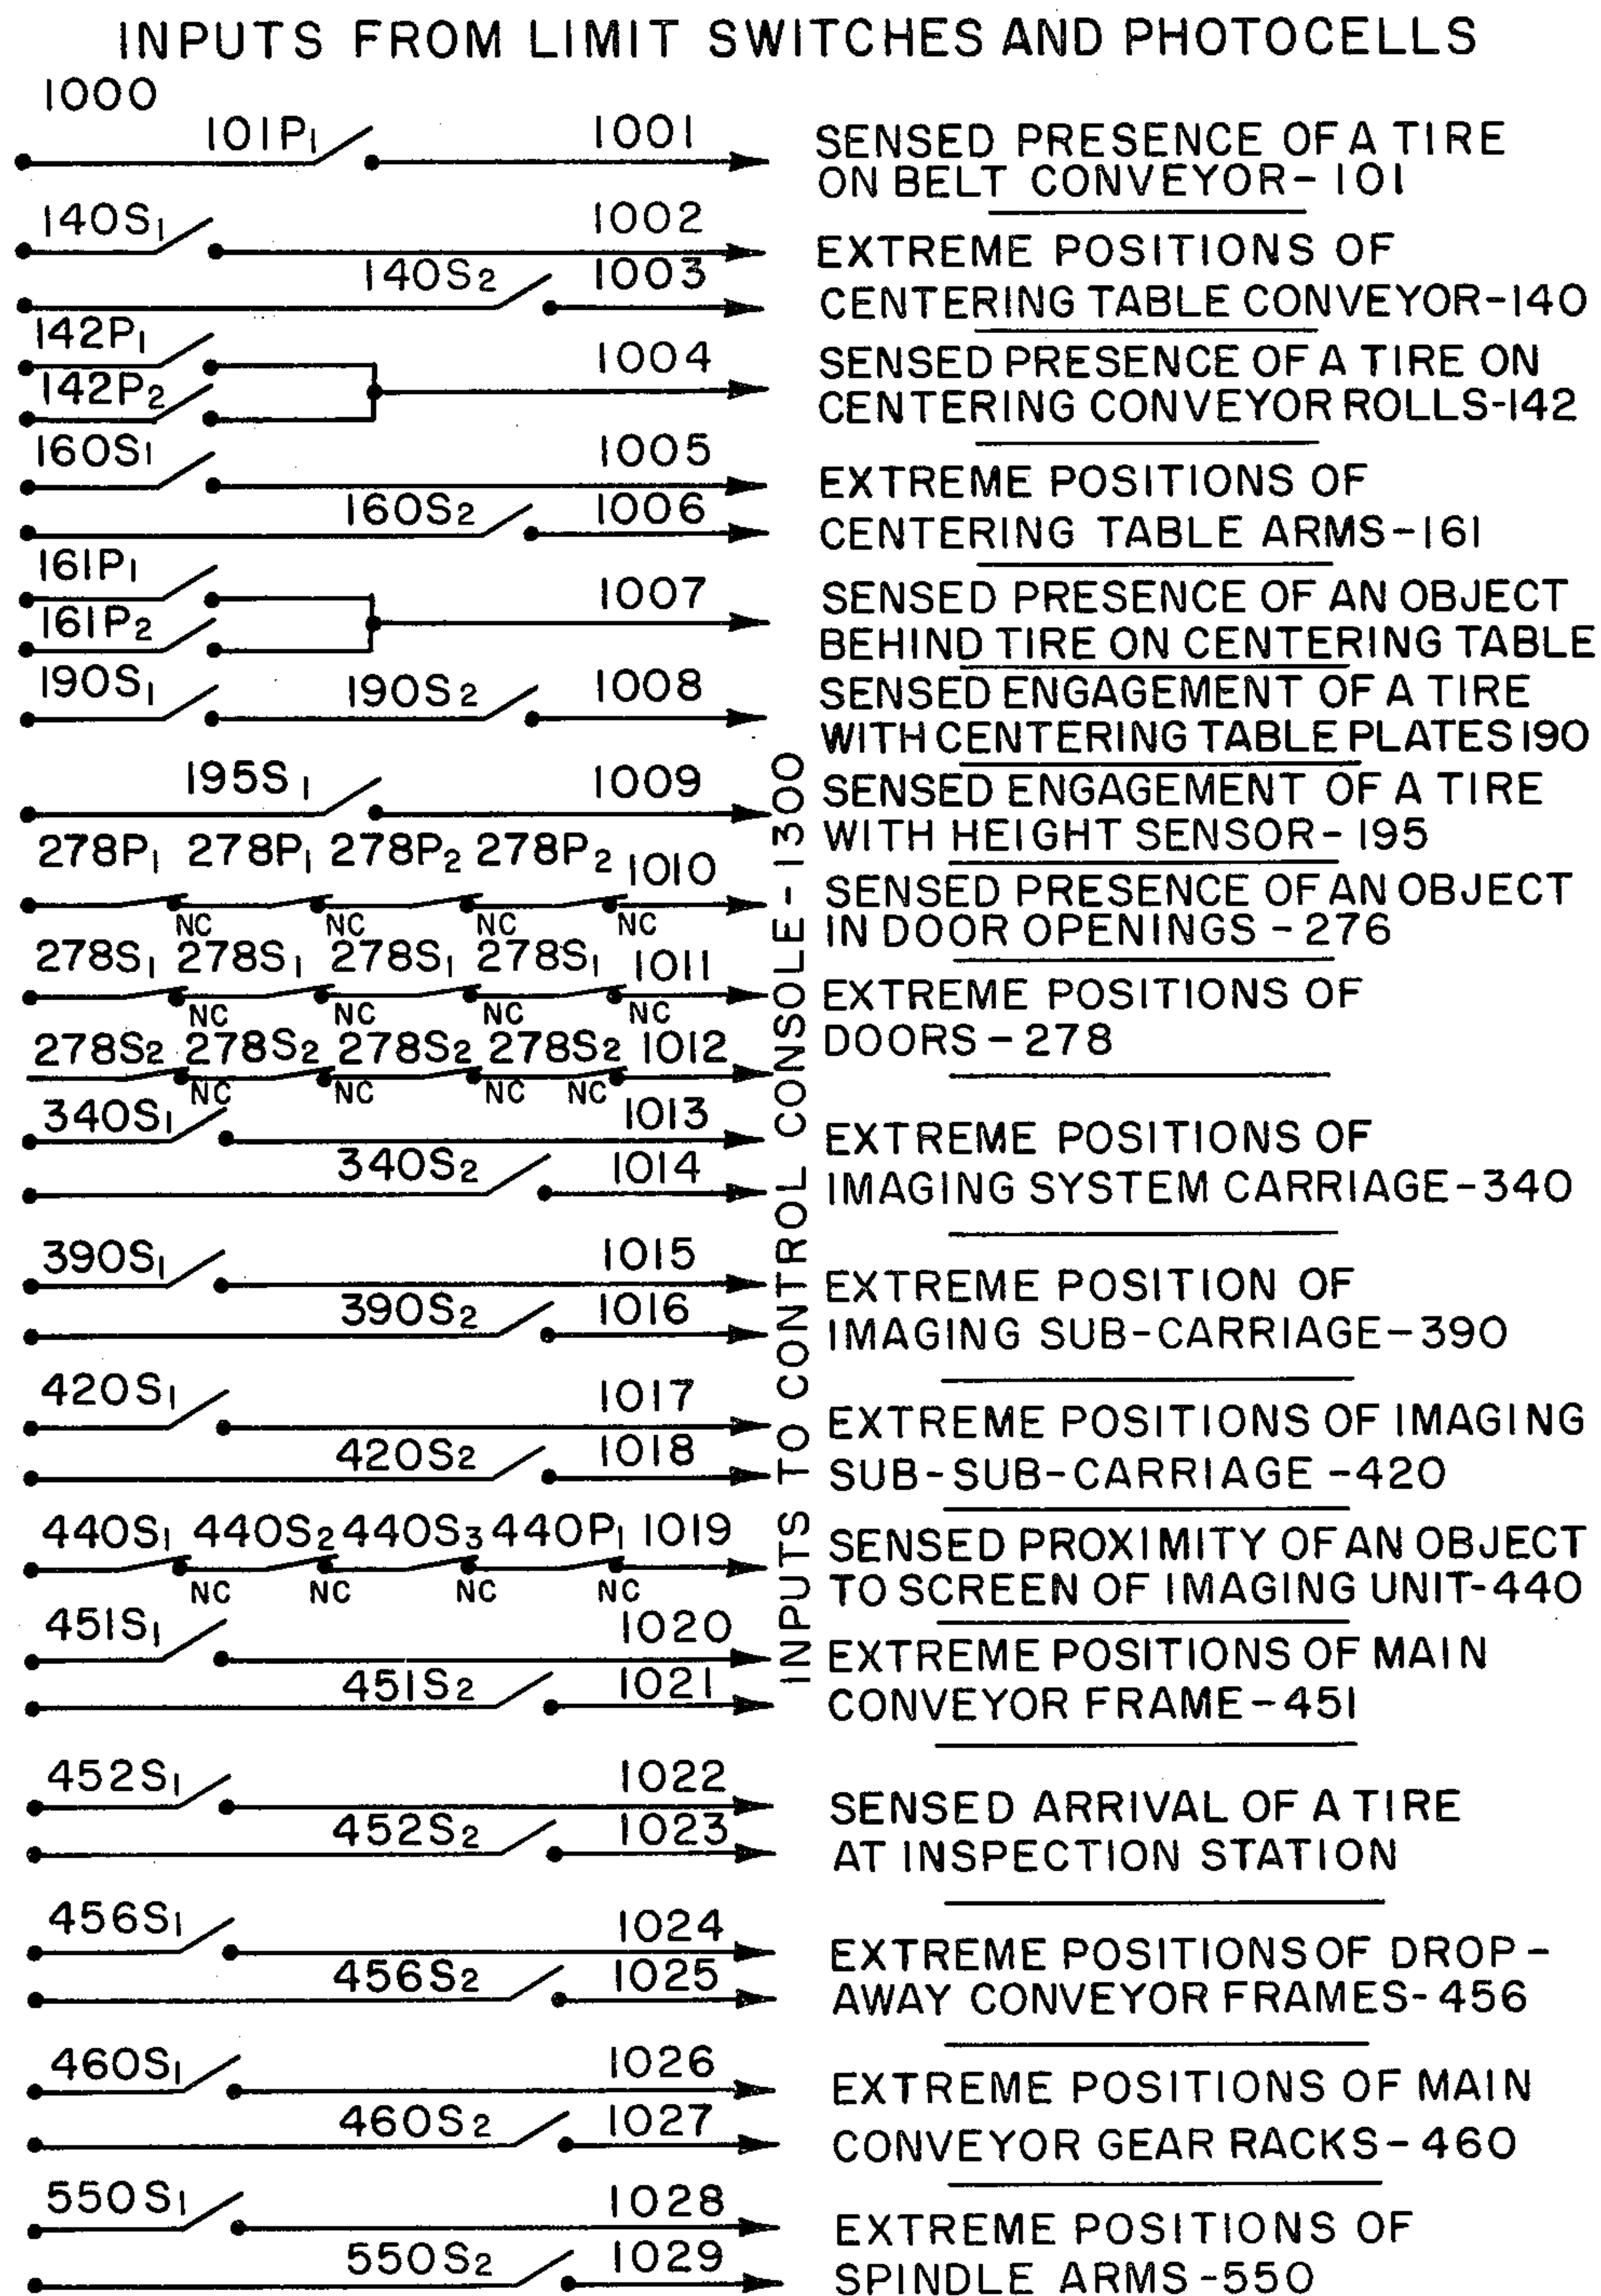 INPUTS FROM LIMIT SWITCHES AND PHOTOCELLS
1000
101P1 1001 SENSED PRESENCE OF A TIRE
ON BELT CONVEYOR-101
140S1 1002 EXTREME POSITIONS OF
140S2 1003 CENTERING TABLE CONVEYOR-140
142P1 1004 SENSED PRESENCE OF A TIRE ON
142P2 CENTERING CONVEYOR ROLLS-142
160S1 1005 EXTREME POSITIONS OF
160S2 1006 CENTERING TABLE ARMS-161
161P1 1007 SENSED PRESENCE OF AN OBJECT
161P2 BEHIND TIRE ON CENTERING TABLE
190S1 190S2 1008 SENSED ENGAGEMENT OF A TIRE
WITH CENTERING TABLE PLATES 190
195S1 1009 SENSED ENGAGEMENT OF A TIRE
WITH HEIGHT SENSOR-195
278P1 278P1 278P2 278P2 1010 SENSED PRESENCE OF AN OBJECT
NC NC NC NC IN DOOR OPENINGS-276
278S1 278S1 278S1 278S1 1011 EXTREME POSITIONS OF
NC NC NC NC DOORS-278
278S2 278S2 278S2 278S2 1012
NC NC NC NC
340S1 1013 EXTREME POSITIONS OF
340S2 1014 IMAGING SYSTEM CARRIAGE-340
390S1 1015 EXTREME POSITION OF
390S2 1016 IMAGING SUB-CARRIAGE-390
420S1 1017 EXTREME POSITIONS OF IMAGING
420S2 1018 SUB-SUB-CARRIAGE-420
440S1 440S2 440S3 440P1 1019 SENSED PROXIMITY OF AN OBJECT
NC NC NC NC TO SCREEN OF IMAGING UNIT-440
451S1 1020 EXTREME POSITIONS OF MAIN
451S2 1021 CONVEYOR FRAME-451
452S1 1022 SENSED ARRIVAL OF A TIRE
452S2 1023 AT INSPECTION STATION
456S1 1024 EXTREME POSITIONS OF DROP-
456S2 1025 AWAY CONVEYOR FRAMES-456
460S1 1026 EXTREME POSITIONS OF MAIN
460S2 1027 CONVEYOR GEAR RACKS-460
550S1 1028 EXTREME POSITIONS OF
550S2 1029 SPINDLE ARMS-550
INPUTS TO CONTROL CONSOLE-1300